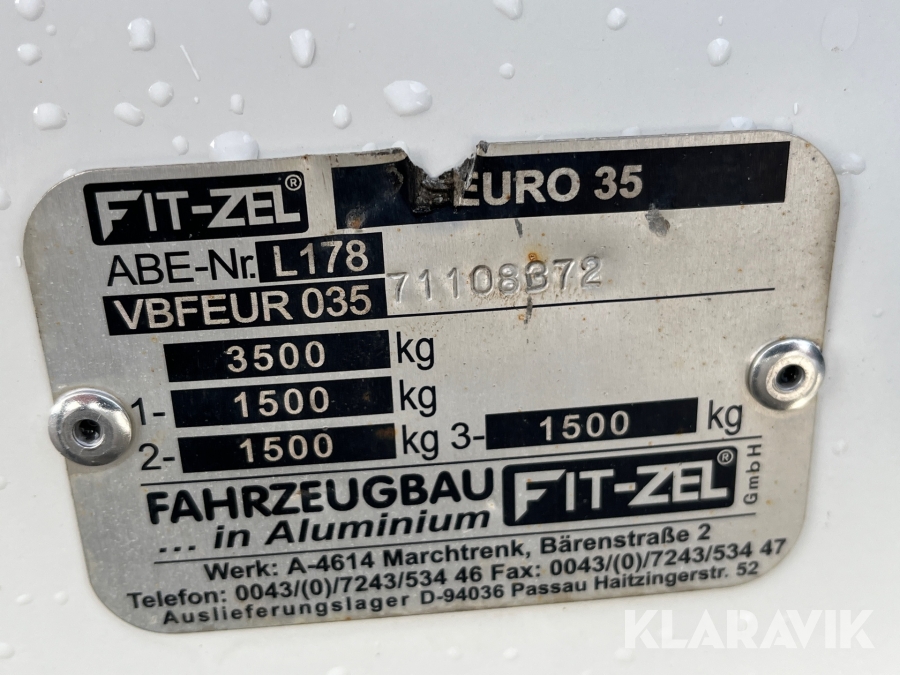 FIT-ZEL® EURO 35
ABE-Nr. L178
VBFEUR 035 71108372
3500 kg
1- 1500 kg
2- 1500 kg 3- 1500 kg
FAHRZEUGBAU FIT-ZEL® GmbH
... in Aluminium
Werk: A-4614 Marchtrenk, Bärenstraße 2
Telefon: 0043/(0)/7243/534 46 Fax: 0043/(0)/7243/534 47
Auslieferungslager D-94036 Passau Haitzingerstr. 52
KLARAVIK